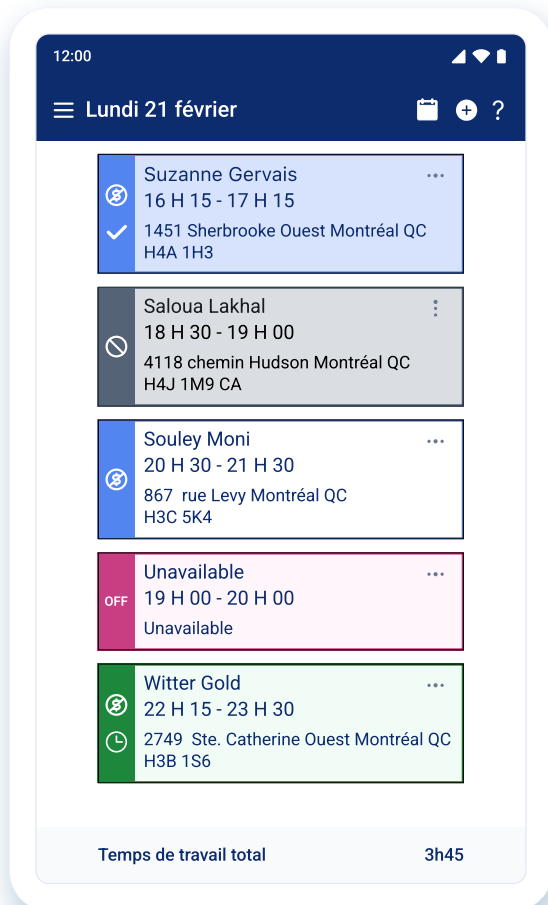 12:00
Lundi 21 février
?
Suzanne Gervais
16 H 15 - 17 H 15
1451 Sherbrooke Ouest Montréal QC
H4A 1H3
Saloua Lakhal
18 H 30 - 19 H 00
4118 chemin Hudson Montréal QC
H4J 1M9 CA
Souley Moni
20 H 30 - 21 H 30
867 rue Levy Montréal QC
H3C 5K4
OFF
Unavailable
19 H 00 - 20 H 00
Unavailable
Witter Gold
22 H 15 - 23 H 30
2749 Ste. Catherine Ouest Montréal QC
H3B 1S6
Temps de travail total 3h45